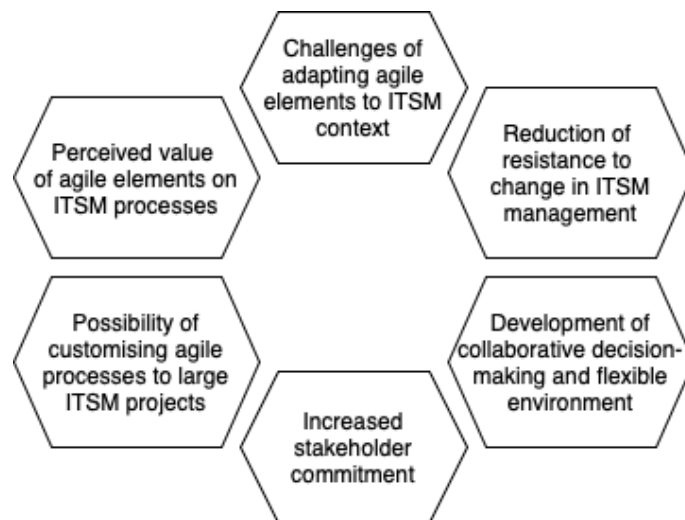 Challenges of
adapting agile
elements to ITSM
context
Perceived value
of agile elements on
ITSM processes
Reduction of
resistance to
change in ITSM
management
Possibility of
customising agile
processes to large
ITSM projects
Development of
collaborative decision-
making and flexible
environment
Increased
stakeholder
commitment